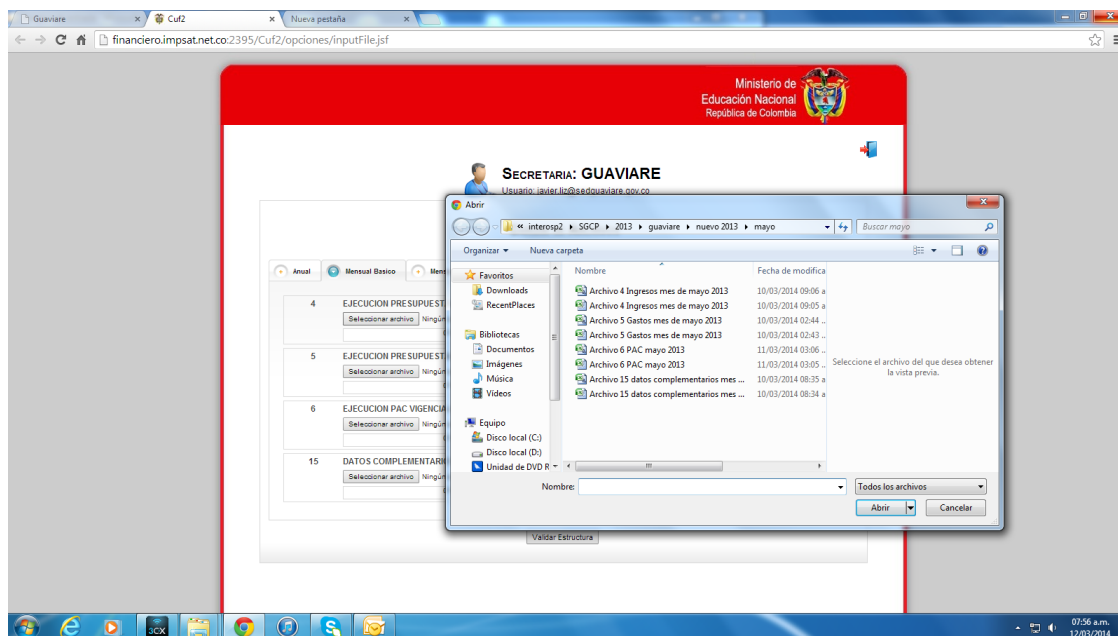 Guaviare
Cuf2
Nueva pestaña
financiero.impsat.net.co:2395/Cuf2/opciones/inputFile.jsf
Ministerio de
Educación Nacional
República de Colombia
SECRETARIA: GUAVIARE
Usuario: javier.liz@sedguaviare.gov.co
Anual
Mensual Basico
Mens
4 EJECUCION PRESUPUEST
Seleccionar archivo Ningún
5 EJECUCION PRESUPUEST
Seleccionar archivo Ningún
6 EJECUCION PAC VIGENCIA
Seleccionar archivo Ningún
15 DATOS COMPLEMENTARI
Seleccionar archivo Ningún
Validar Estructura
Abrir
« interosp2 SGCP 2013 guaviare nuevo 2013 mayo
Buscar mayo
Organizar Nueva carpeta
Favoritos
Downloads
RecentPlaces
Bibliotecas
Documentos
Imágenes
Música
Vídeos
Equipo
Disco local (C:)
Disco local (D:)
Unidad de DVD R
Nombre Fecha de modifica
Archivo 4 Ingresos mes de mayo 2013 10/03/2014 09:06 a
Archivo 4 Ingresos mes de mayo 2013 10/03/2014 09:05 a
Archivo 5 Gastos mes de mayo 2013 10/03/2014 02:44 ..
Archivo 5 Gastos mes de mayo 2013 10/03/2014 02:43 ..
Archivo 6 PAC mayo 2013 11/03/2014 03:06 ..
Archivo 6 PAC mayo 2013 11/03/2014 03:05 ..
Archivo 15 datos complementarios mes ... 10/03/2014 08:35 a
Archivo 15 datos complementarios mes ... 10/03/2014 08:34 a
Seleccione el archivo del que desea obtener
la vista previa.
Nombre:
Todos los archivos
Abrir
Cancelar
3CX
07:56 a.m.
12/03/2014